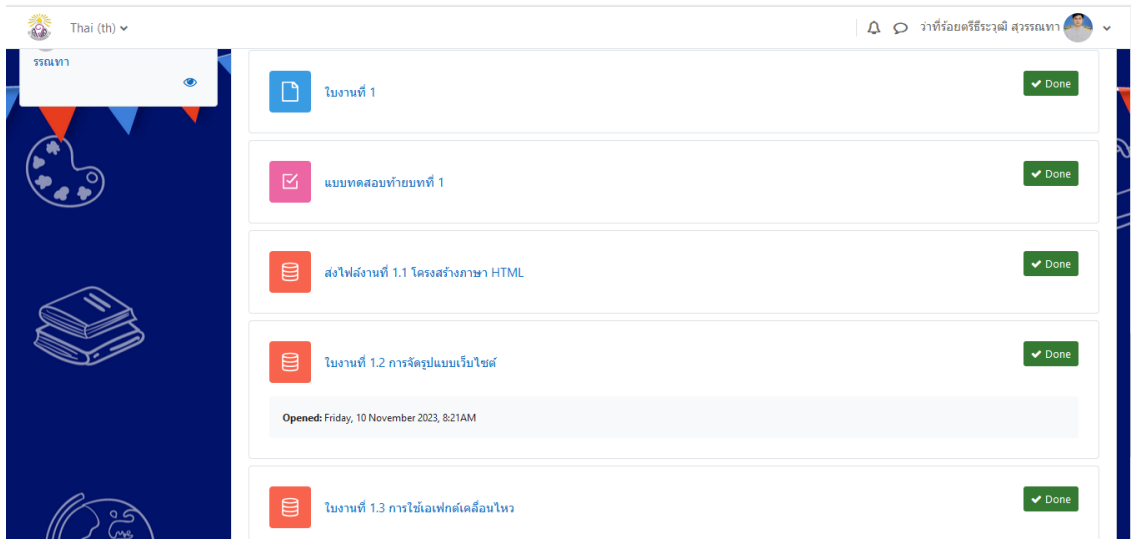 Thai (th)
ว่าที่ร้อยตรีธีระวุฒิ สุวรรณทา
รรณทา
ใบงานที่ 1
Done
แบบทดสอบท้ายบทที่ 1
Done
ส่งไฟล์งานที่ 1.1 โครงสร้างภาษา HTML
Done
ใบงานที่ 1.2 การจัดรูปแบบเว็บไซต์
Done
Opened: Friday, 10 November 2023, 8:21AM
ใบงานที่ 1.3 การใช้เอฟเฟกต์เคลื่อนไหว
Done